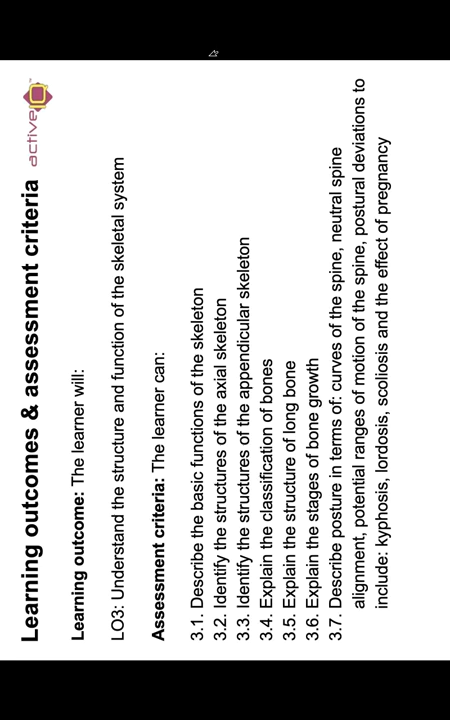 Learning outcomes & assessment criteria
active
™
Learning outcome: The learner will:
LO3: Understand the structure and function of the skeletal system
Assessment criteria: The learner can:
3.1. Describe the basic functions of the skeleton
3.2. Identify the structures of the axial skeleton
3.3. Identify the structures of the appendicular skeleton
3.4. Explain the classification of bones
3.5. Explain the structure of long bone
3.6. Explain the stages of bone growth
3.7. Describe posture in terms of: curves of the spine, neutral spine
alignment, potential ranges of motion of the spine, postural deviations to
include: kyphosis, lordosis, scoliosis and the effect of pregnancy